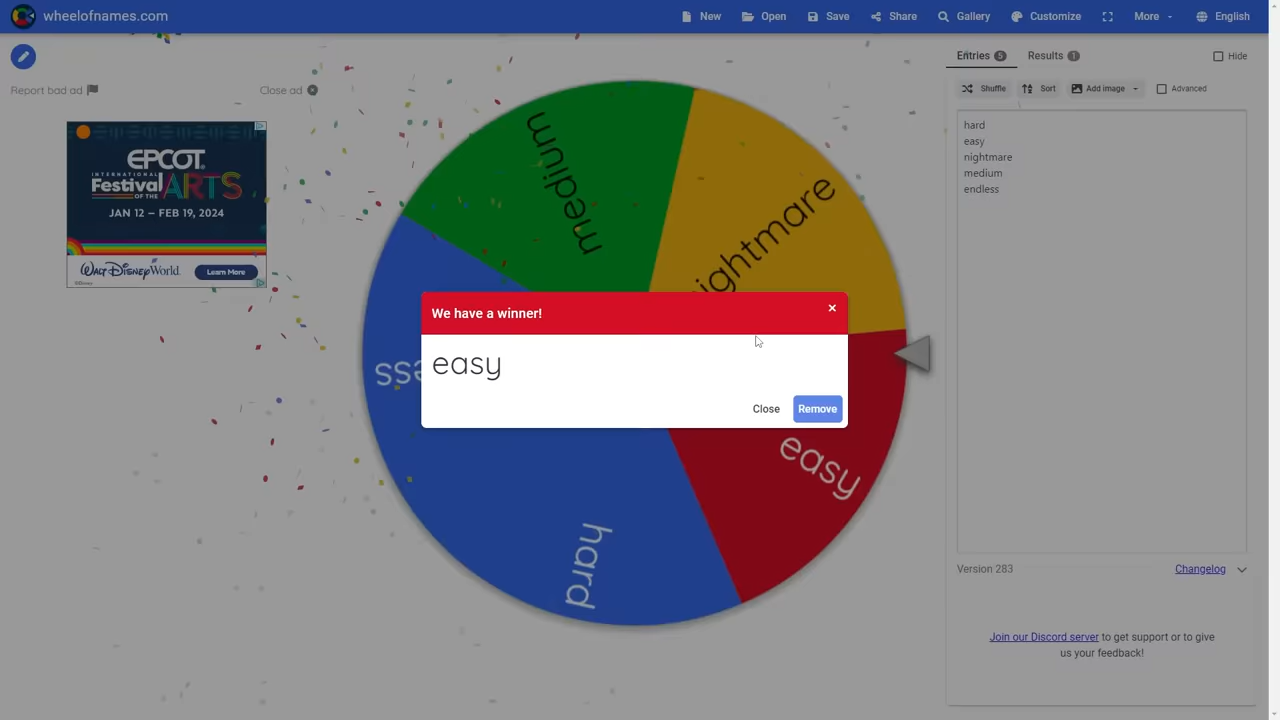 wheelofnames.com
New
Open
Save
Share
Gallery
Customize
More
English
Report bad ad
Close ad
EPCOT
INTERNATIONAL
Festival OF THE ARTS
JAN 12 – FEB 19, 2024
Walt Disney World
Learn More
©Disney
medium
nightmare
easy
hard
We have a winner!
×
easy
Close
Remove
Entries 5
Results 1
Hide
Shuffle
Sort
Add image
Advanced
hard
easy
nightmare
medium
endless
Version 283
Changelog
Join our Discord server to get support or to give
us your feedback!